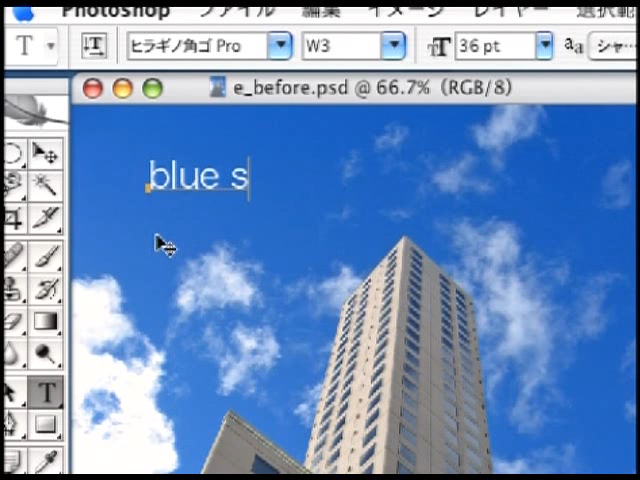 Photoshop ファイル 編集 イメージ レイヤー 選択範
T ヒラギノ角ゴ Pro W3 36 pt aa シャ…
e_before.psd @ 66.7% (RGB/8)
blue s
T